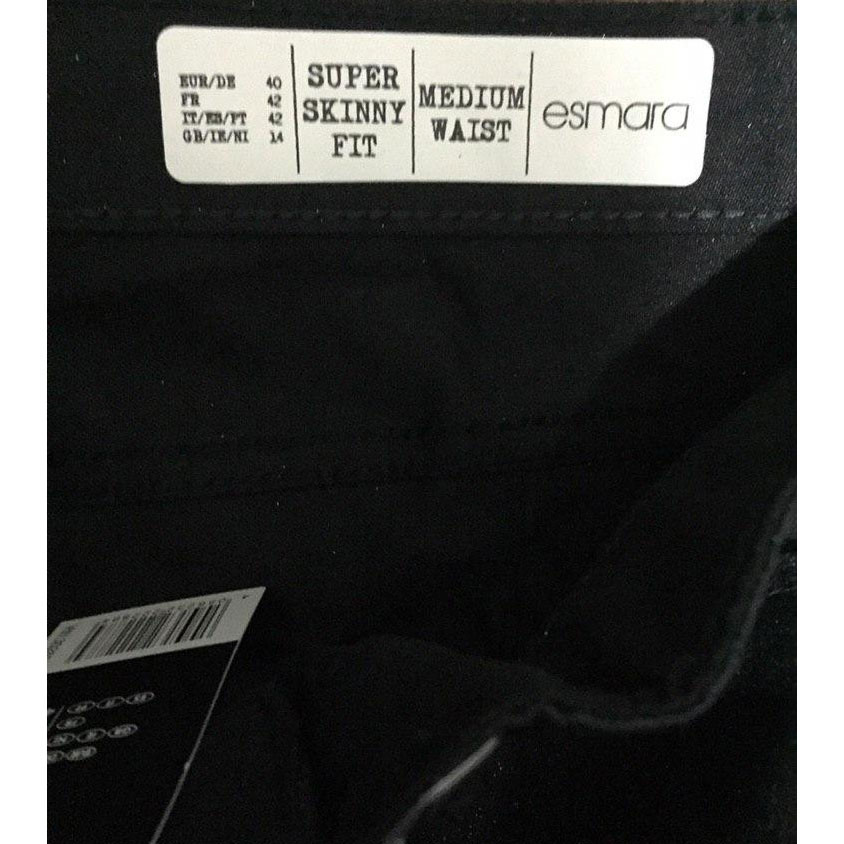 EUR/DE 40
FR 42
IT/ES/PT 42
GB/IE/NI 14
SUPER
SKINNY
FIT
MEDIUM
WAIST
esmara